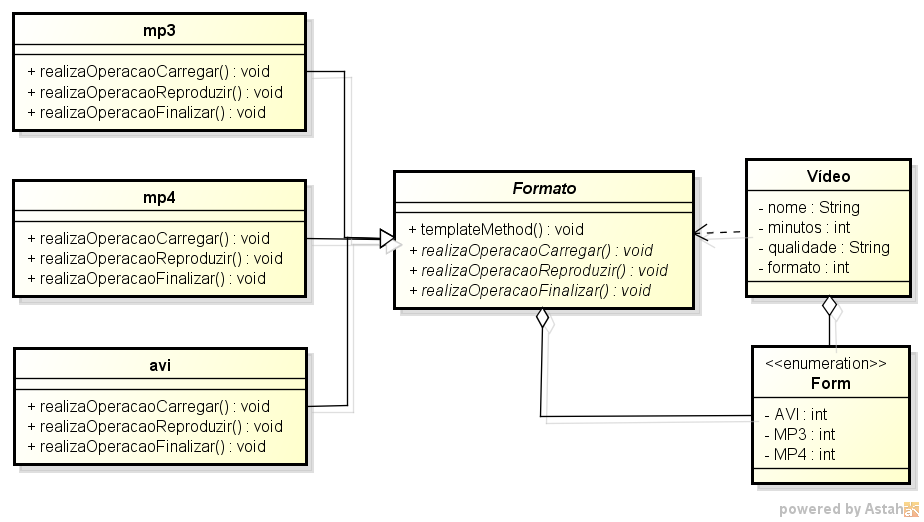 mp3
+ realizaOperacaoCarregar() : void
+ realizaOperacaoReproduzir() : void
+ realizaOperacaoFinalizar() : void
mp4
+ realizaOperacaoCarregar() : void
+ realizaOperacaoReproduzir() : void
+ realizaOperacaoFinalizar() : void
avi
+ realizaOperacaoCarregar() : void
+ realizaOperacaoReproduzir() : void
+ realizaOperacaoFinalizar() : void
Formato
+ templateMethod() : void
+ realizaOperacaoCarregar() : void
+ realizaOperacaoReproduzir() : void
+ realizaOperacaoFinalizar() : void
Vídeo
- nome : String
- minutos : int
- qualidade : String
- formato : int
<<enumeration>>
Form
- AVI : int
- MP3 : int
- MP4 : int
powered by Astah